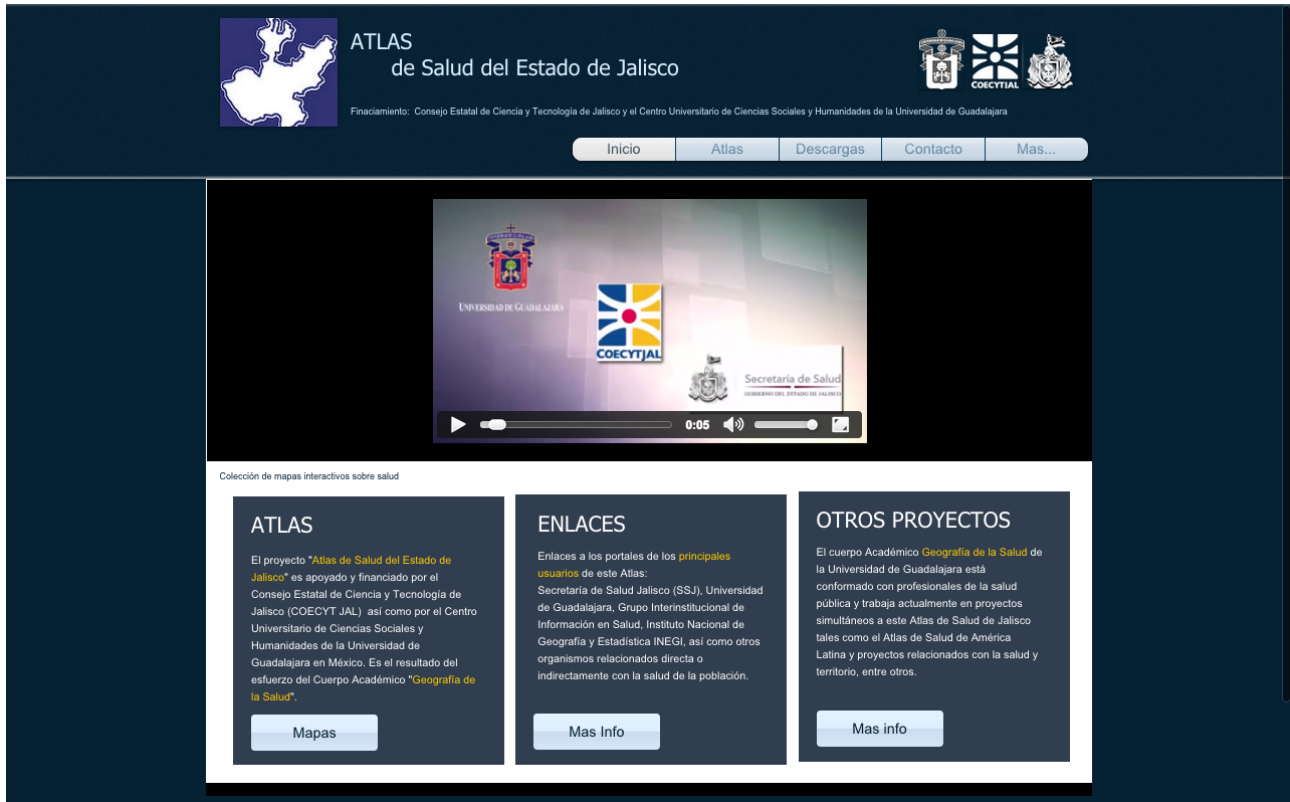 ATLAS
de Salud del Estado de Jalisco
COECYTJAL
Finaciamiento: Consejo Estatal de Ciencia y Tecnología de Jalisco y el Centro Universitario de Ciencias Sociales y Humanidades de la Universidad de Guadalajara
Inicio Atlas Descargas Contacto Mas...
UNIVERSIDAD DE GUADALAJARA
COECYTJAL
Secretaría de Salud
GOBIERNO DEL ESTADO DE JALISCO
0:05
Colección de mapas interactivos sobre salud
ATLAS
El proyecto "Atlas de Salud del Estado de
Jalisco" es apoyado y financiado por el
Consejo Estatal de Ciencia y Tecnología de
Jalisco (COECYT JAL) así como por el Centro
Universitario de Ciencias Sociales y
Humanidades de la Universidad de
Guadalajara en México. Es el resultado del
esfuerzo del Cuerpo Académico "Geografía de
la Salud".
Mapas
ENLACES
Enlaces a los portales de los principales
usuarios de este Atlas:
Secretaría de Salud Jalisco (SSJ), Universidad
de Guadalajara, Grupo Interinstitucional de
Información en Salud, Instituto Nacional de
Geografía y Estadística INEGI, así como otros
organismos relacionados directa o
indirectamente con la salud de la población.
Mas Info
OTROS PROYECTOS
El cuerpo Académico Geografía de la Salud de
la Universidad de Guadalajara está
conformado con profesionales de la salud
pública y trabaja actualmente en proyectos
simultáneos a este Atlas de Salud de Jalisco
tales como el Atlas de Salud de América
Latina y proyectos relacionados con la salud y
territorio, entre otros.
Mas info